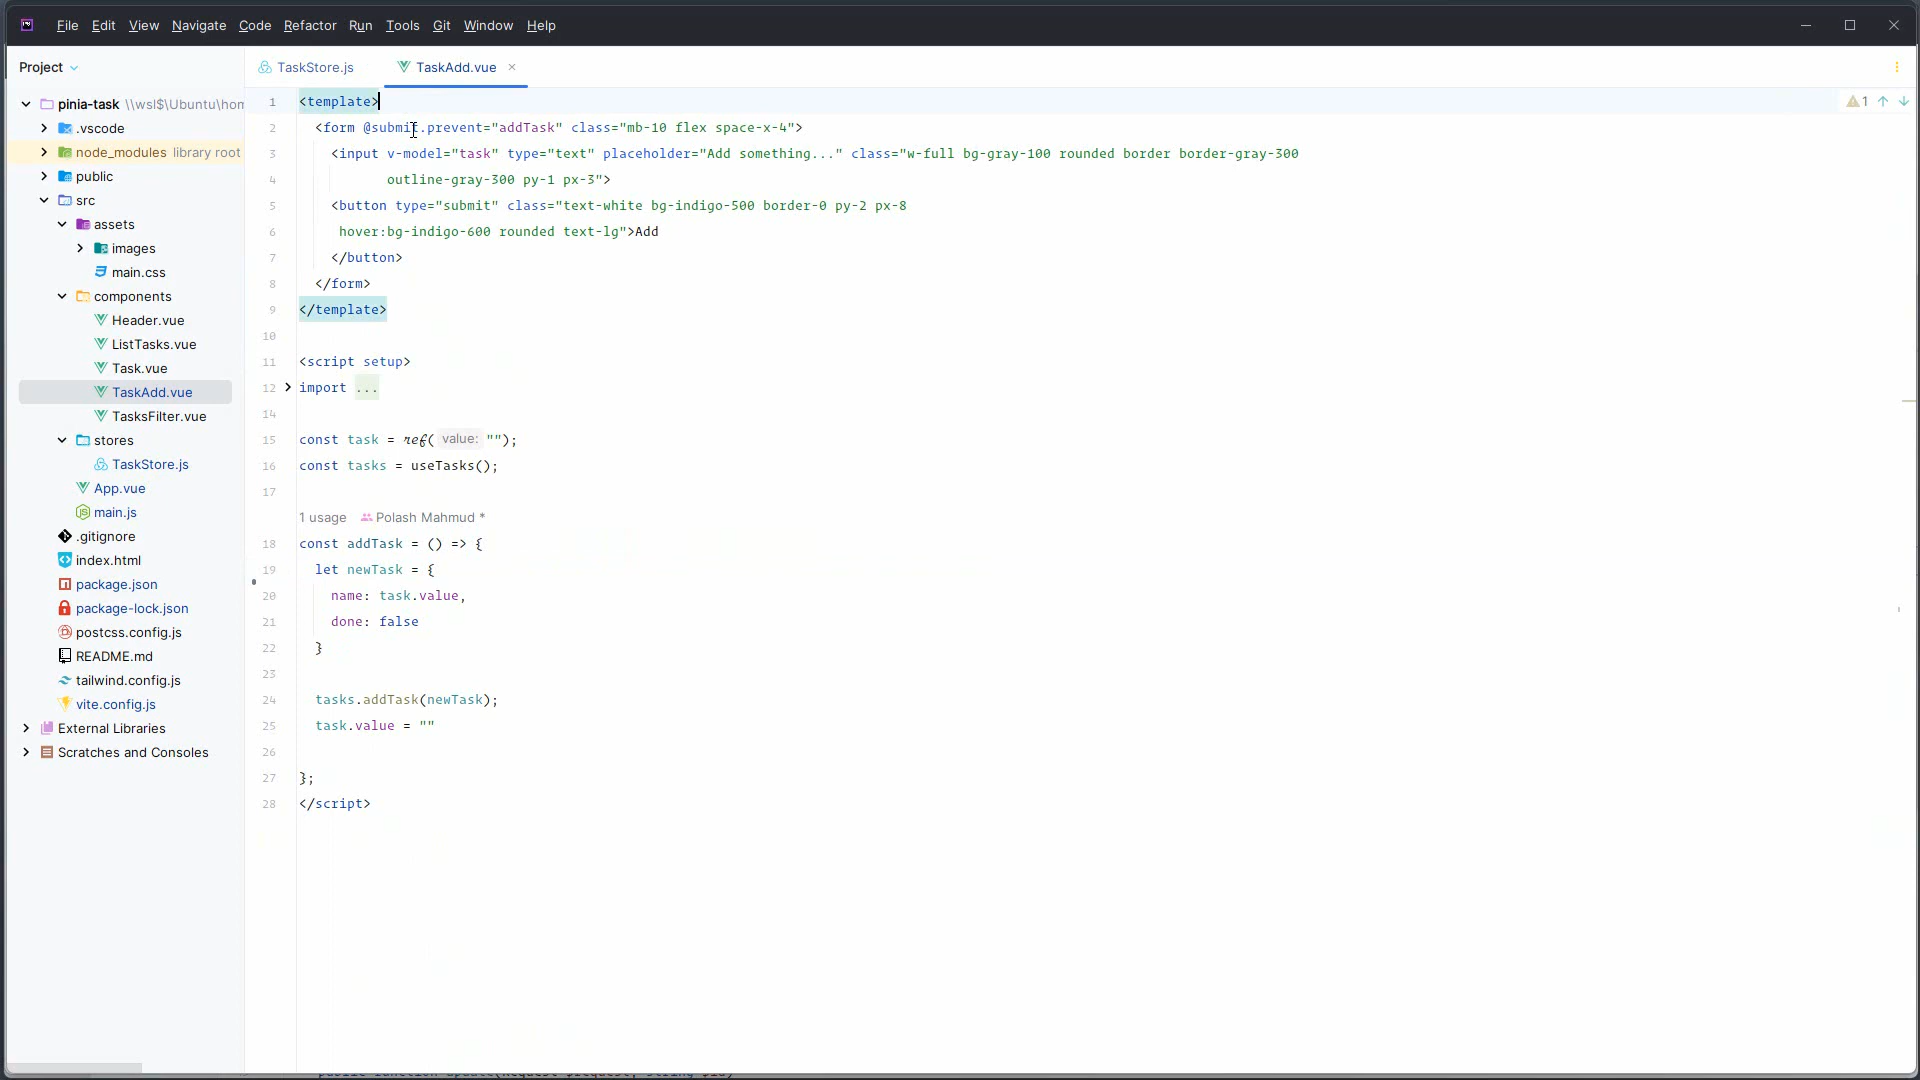 File Edit View Navigate Code Refactor Run Tools Git Window Help
Project
TaskStore.js
TaskAdd.vue
pinia-task \\wsl$\Ubuntu\hom
.vscode
node_modules library root
public
src
assets
images
main.css
components
Header.vue
ListTasks.vue
Task.vue
TaskAdd.vue
TasksFilter.vue
stores
TaskStore.js
App.vue
main.js
.gitignore
index.html
package.json
package-lock.json
postcss.config.js
README.md
tailwind.config.js
vite.config.js
External Libraries
Scratches and Consoles
1 <template>
2 <form @submit.prevent="addTask" class="mb-10 flex space-x-4">
3 <input v-model="task" type="text" placeholder="Add something..." class="w-full bg-gray-100 rounded border border-gray-300
4 outline-gray-300 py-1 px-3">
5 <button type="submit" class="text-white bg-indigo-500 border-0 py-2 px-8
6 hover:bg-indigo-600 rounded text-lg">Add
7 </button>
8 </form>
9 </template>
10
11 <script setup>
12 import ...
14
15 const task = ref( value: "");
16 const tasks = useTasks();
17
1 usage Polash Mahmud *
18 const addTask = () => {
19 let newTask = {
20 name: task.value,
21 done: false
22 }
23
24 tasks.addTask(newTask);
25 task.value = ""
26
27 };
28 </script>
1